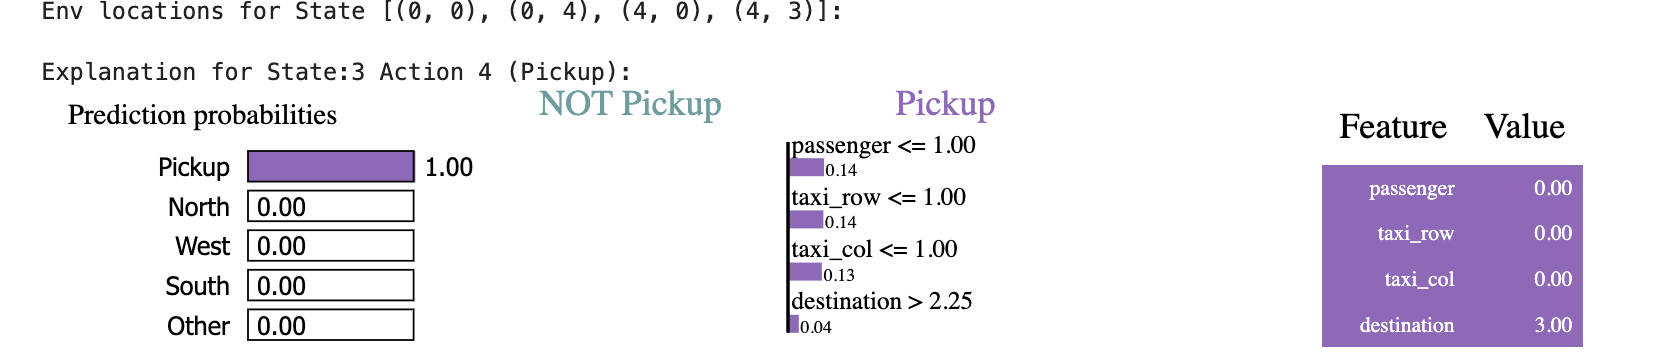 Env locations for State [(0, 0), (0, 4), (4, 0), (4, 3)]:
Explanation for State:3 Action 4 (Pickup):
Prediction probabilities
Pickup 1.00
North 0.00
West 0.00
South 0.00
Other 0.00
NOT Pickup Pickup
passenger <= 1.00
0.14
taxi_row <= 1.00
0.14
taxi_col <= 1.00
0.13
destination > 2.25
0.04
Feature Value
passenger 0.00
taxi_row 0.00
taxi_col 0.00
destination 3.00